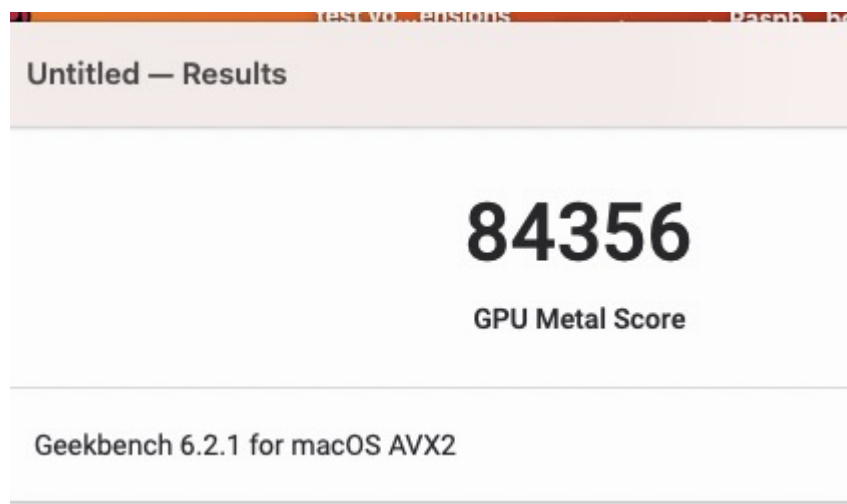 Untitled — Results
84356
GPU Metal Score
Geekbench 6.2.1 for macOS AVX2